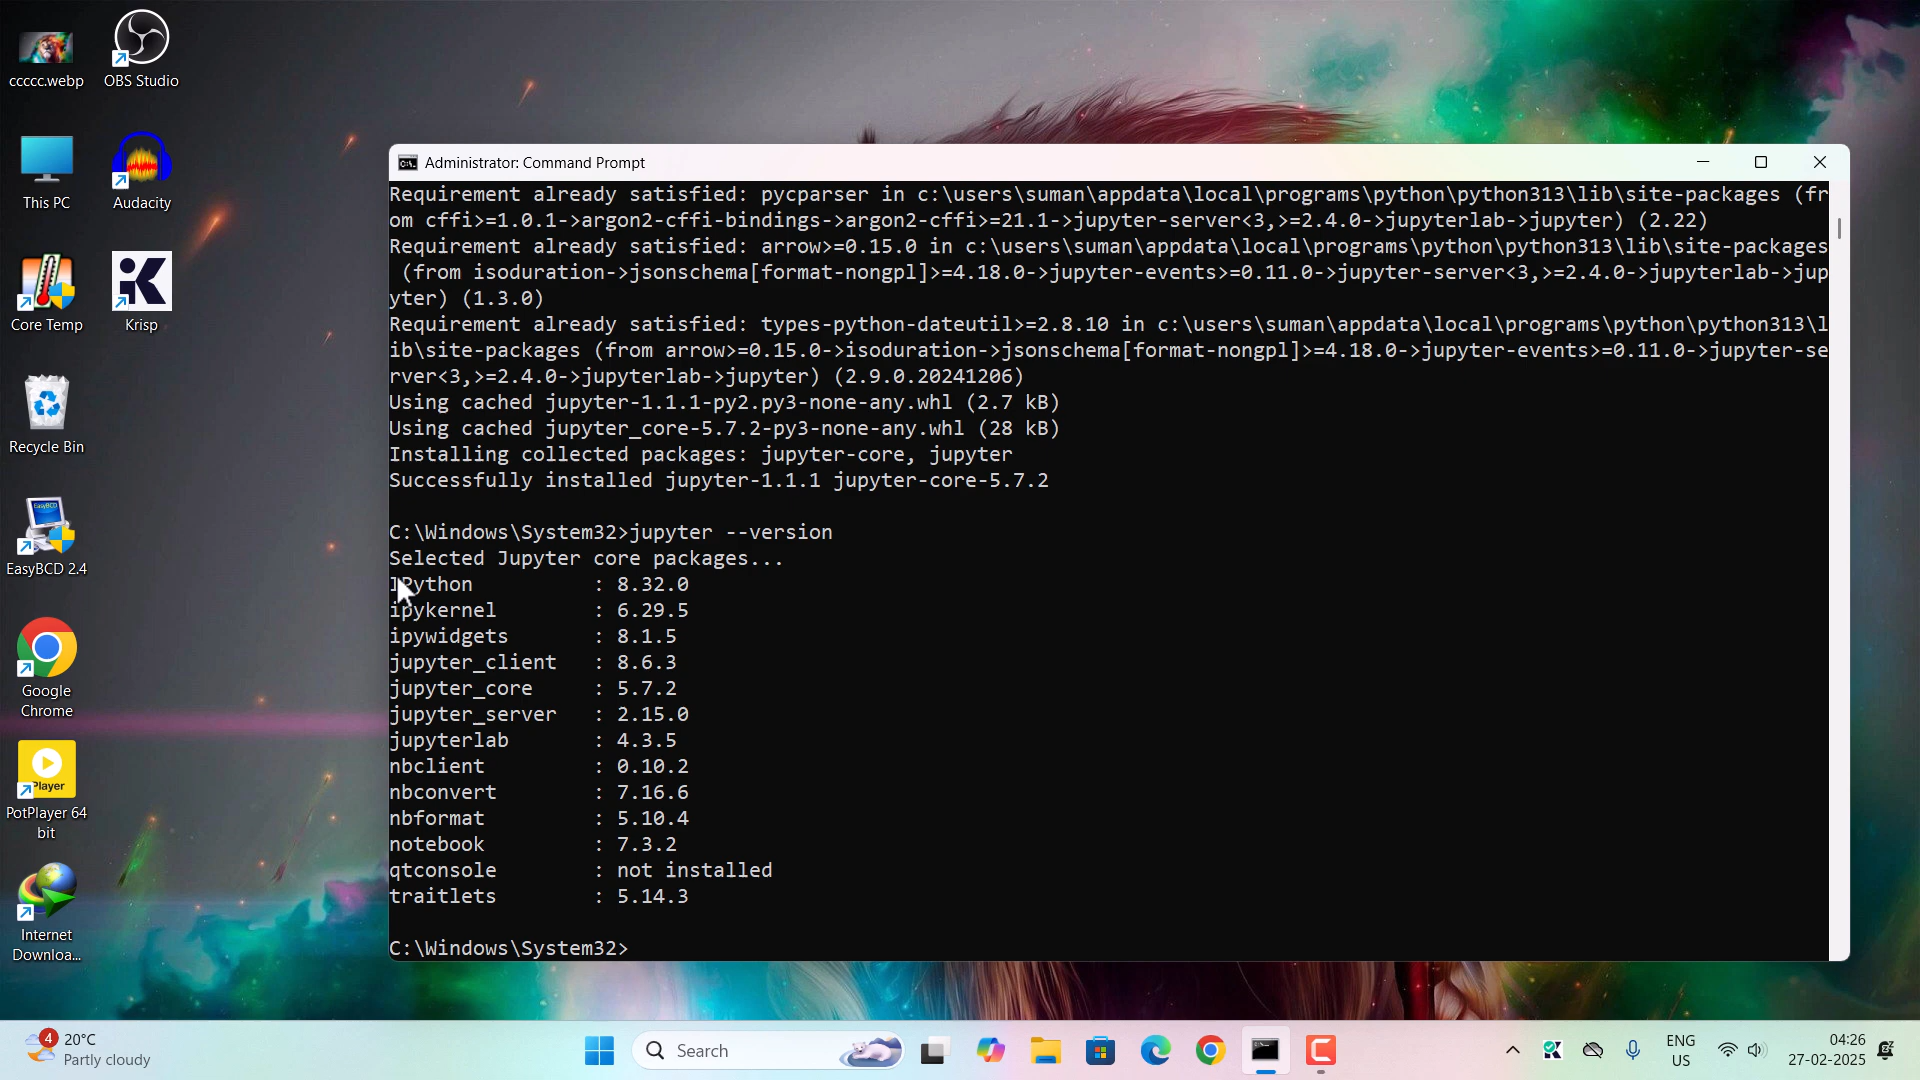 ccccc.webp
OBS Studio
This PC
Audacity
Core Temp
Krisp
Recycle Bin
EasyBCD
EasyBCD 2.4
Google
Chrome
Player
PotPlayer 64
bit
Internet
Downloa...
Administrator: Command Prompt
Requirement already satisfied: pycparser in c:\users\suman\appdata\local\programs\python\python313\lib\site-packages (fr
om cffi>=1.0.1->argon2-cffi-bindings->argon2-cffi>=21.1->jupyter-server<3,>=2.4.0->jupyterlab->jupyter) (2.22)
Requirement already satisfied: arrow>=0.15.0 in c:\users\suman\appdata\local\programs\python\python313\lib\site-packages
(from isoduration->jsonschema[format-nongpl]>=4.18.0->jupyter-events>=0.11.0->jupyter-server<3,>=2.4.0->jupyterlab->jup
yter) (1.3.0)
Requirement already satisfied: types-python-dateutil>=2.8.10 in c:\users\suman\appdata\local\programs\python\python313\l
ib\site-packages (from arrow>=0.15.0->isoduration->jsonschema[format-nongpl]>=4.18.0->jupyter-events>=0.11.0->jupyter-se
rver<3,>=2.4.0->jupyterlab->jupyter) (2.9.0.20241206)
Using cached jupyter-1.1.1-py2.py3-none-any.whl (2.7 kB)
Using cached jupyter_core-5.7.2-py3-none-any.whl (28 kB)
Installing collected packages: jupyter-core, jupyter
Successfully installed jupyter-1.1.1 jupyter-core-5.7.2
C:\Windows\System32>jupyter --version
Selected Jupyter core packages...
IPython : 8.32.0
ipykernel : 6.29.5
ipywidgets : 8.1.5
jupyter_client : 8.6.3
jupyter_core : 5.7.2
jupyter_server : 2.15.0
jupyterlab : 4.3.5
nbclient : 0.10.2
nbconvert : 7.16.6
nbformat : 5.10.4
notebook : 7.3.2
qtconsole : not installed
traitlets : 5.14.3
C:\Windows\System32>
4
20°C
Partly cloudy
Search
ENG
US
04:26
27-02-2025